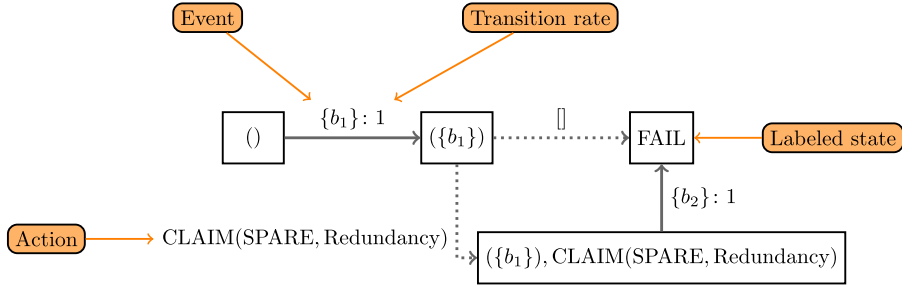 Event
Transition rate
{b₁}: 1
[]
()
({b₁})
FAIL
Labeled state
{b₂}: 1
Action
CLAIM(SPARE, Redundancy)
({b₁}), CLAIM(SPARE, Redundancy)